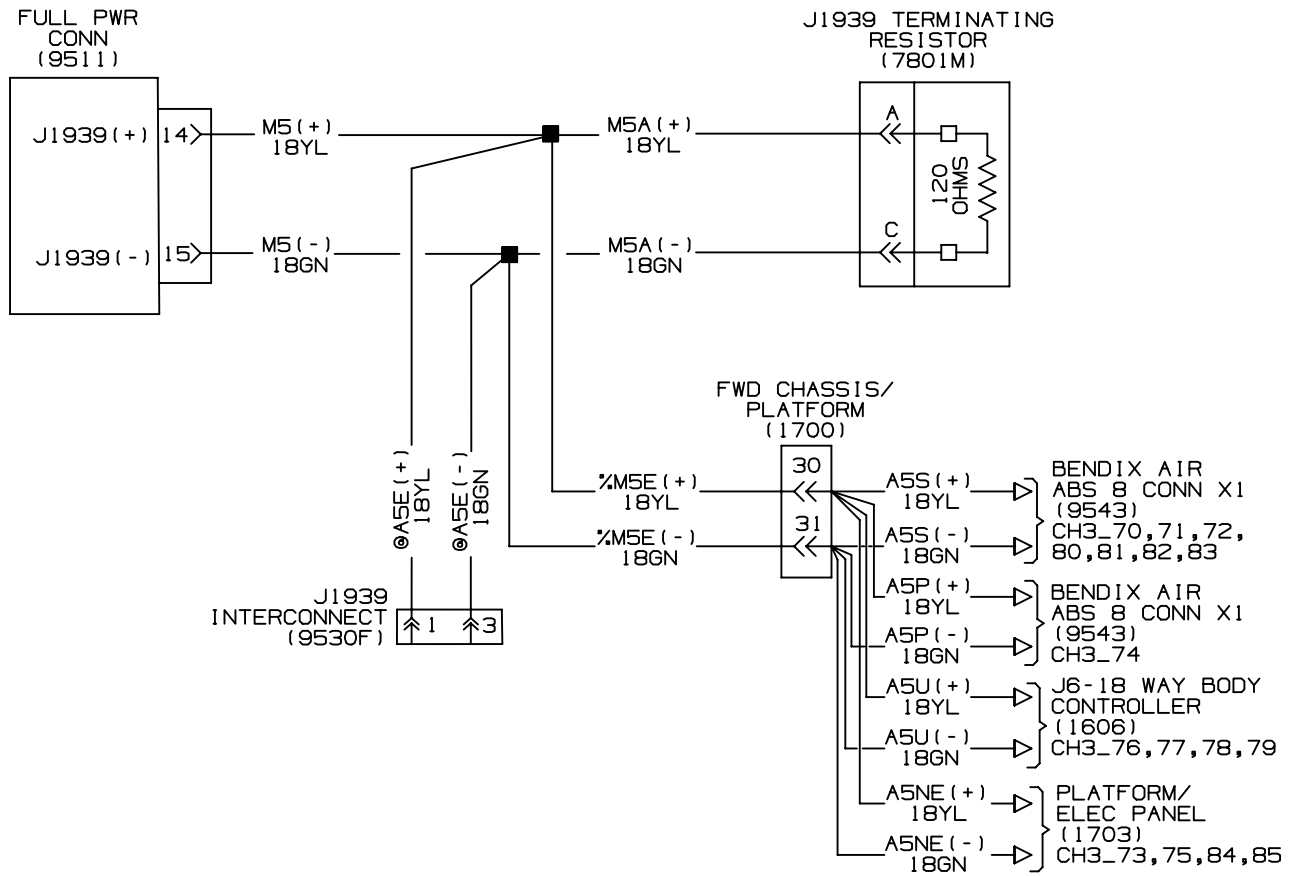 FULL PWR
CONN
(9511)
J1939 TERMINATING
RESISTOR
(7801M)
J1939(+)
14
M5(+)
18YL
M5A(+)
18YL
A
120
OHMS
J1939(-)
15
M5(-)
18GN
M5A(-)
18GN
C
FWD CHASSIS/
PLATFORM
(1700)
@A5E(+)
18YL
@A5E(-)
18GN
%M5E(+)
18YL
30
A5S(+)
18YL
%M5E(-)
18GN
31
A5S(-)
18GN
BENDIX AIR
ABS 8 CONN X1
(9543)
CH3_70,71,72,
80,81,82,83
J1939
INTERCONNECT
(9530F)
1
3
A5P(+)
18YL
A5P(-)
18GN
BENDIX AIR
ABS 8 CONN X1
(9543)
CH3_74
A5U(+)
18YL
A5U(-)
18GN
J6-18 WAY BODY
CONTROLLER
(1606)
CH3_76,77,78,79
A5NE(+)
18YL
A5NE(-)
18GN
PLATFORM/
ELEC PANEL
(1703)
CH3_73,75,84,85